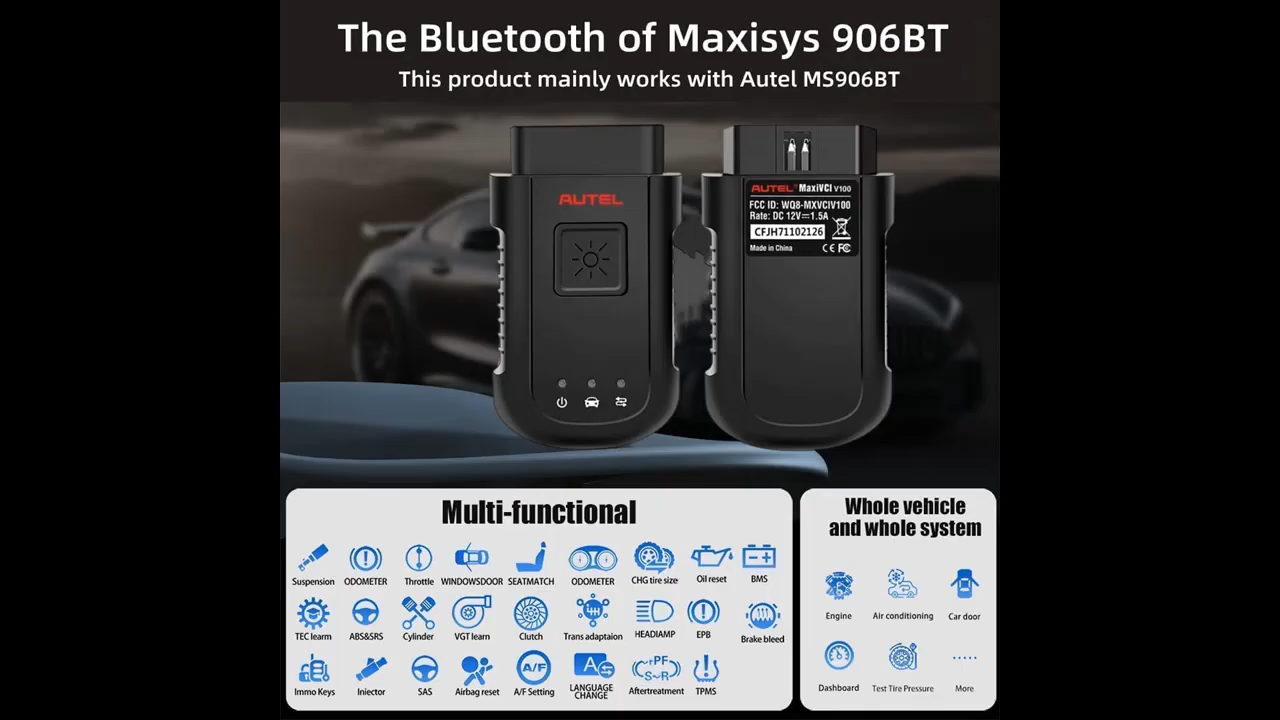 The Bluetooth of Maxisys 906BT
This product mainly works with Autel MS906BT
AUTEL
AUTEL® MaxiVCI V100
FCC ID: WQ8-MXVCIV100
Rate: DC 12V⎓1.5A
CFJH71102126
Made in China CE FC
Multi-functional
Suspension ODOMETER Throttle WINDOWSDOOR SEATMATCH ODOMETER CHG tire size Oil reset BMS
TEC learm ABS&SRS Cylinder VGT learn Clutch Trans adaptaion HEADIAMP EPB Brake bleed
A/F A PF S~R
Immo Keys Injector SAS Airbag reset A/F Setting LANGUAGE CHANGE Aftertreatment TPMS
Whole vehicle
and whole system
Engine Air conditioning Car door
Dashboard Test Tire Pressure More